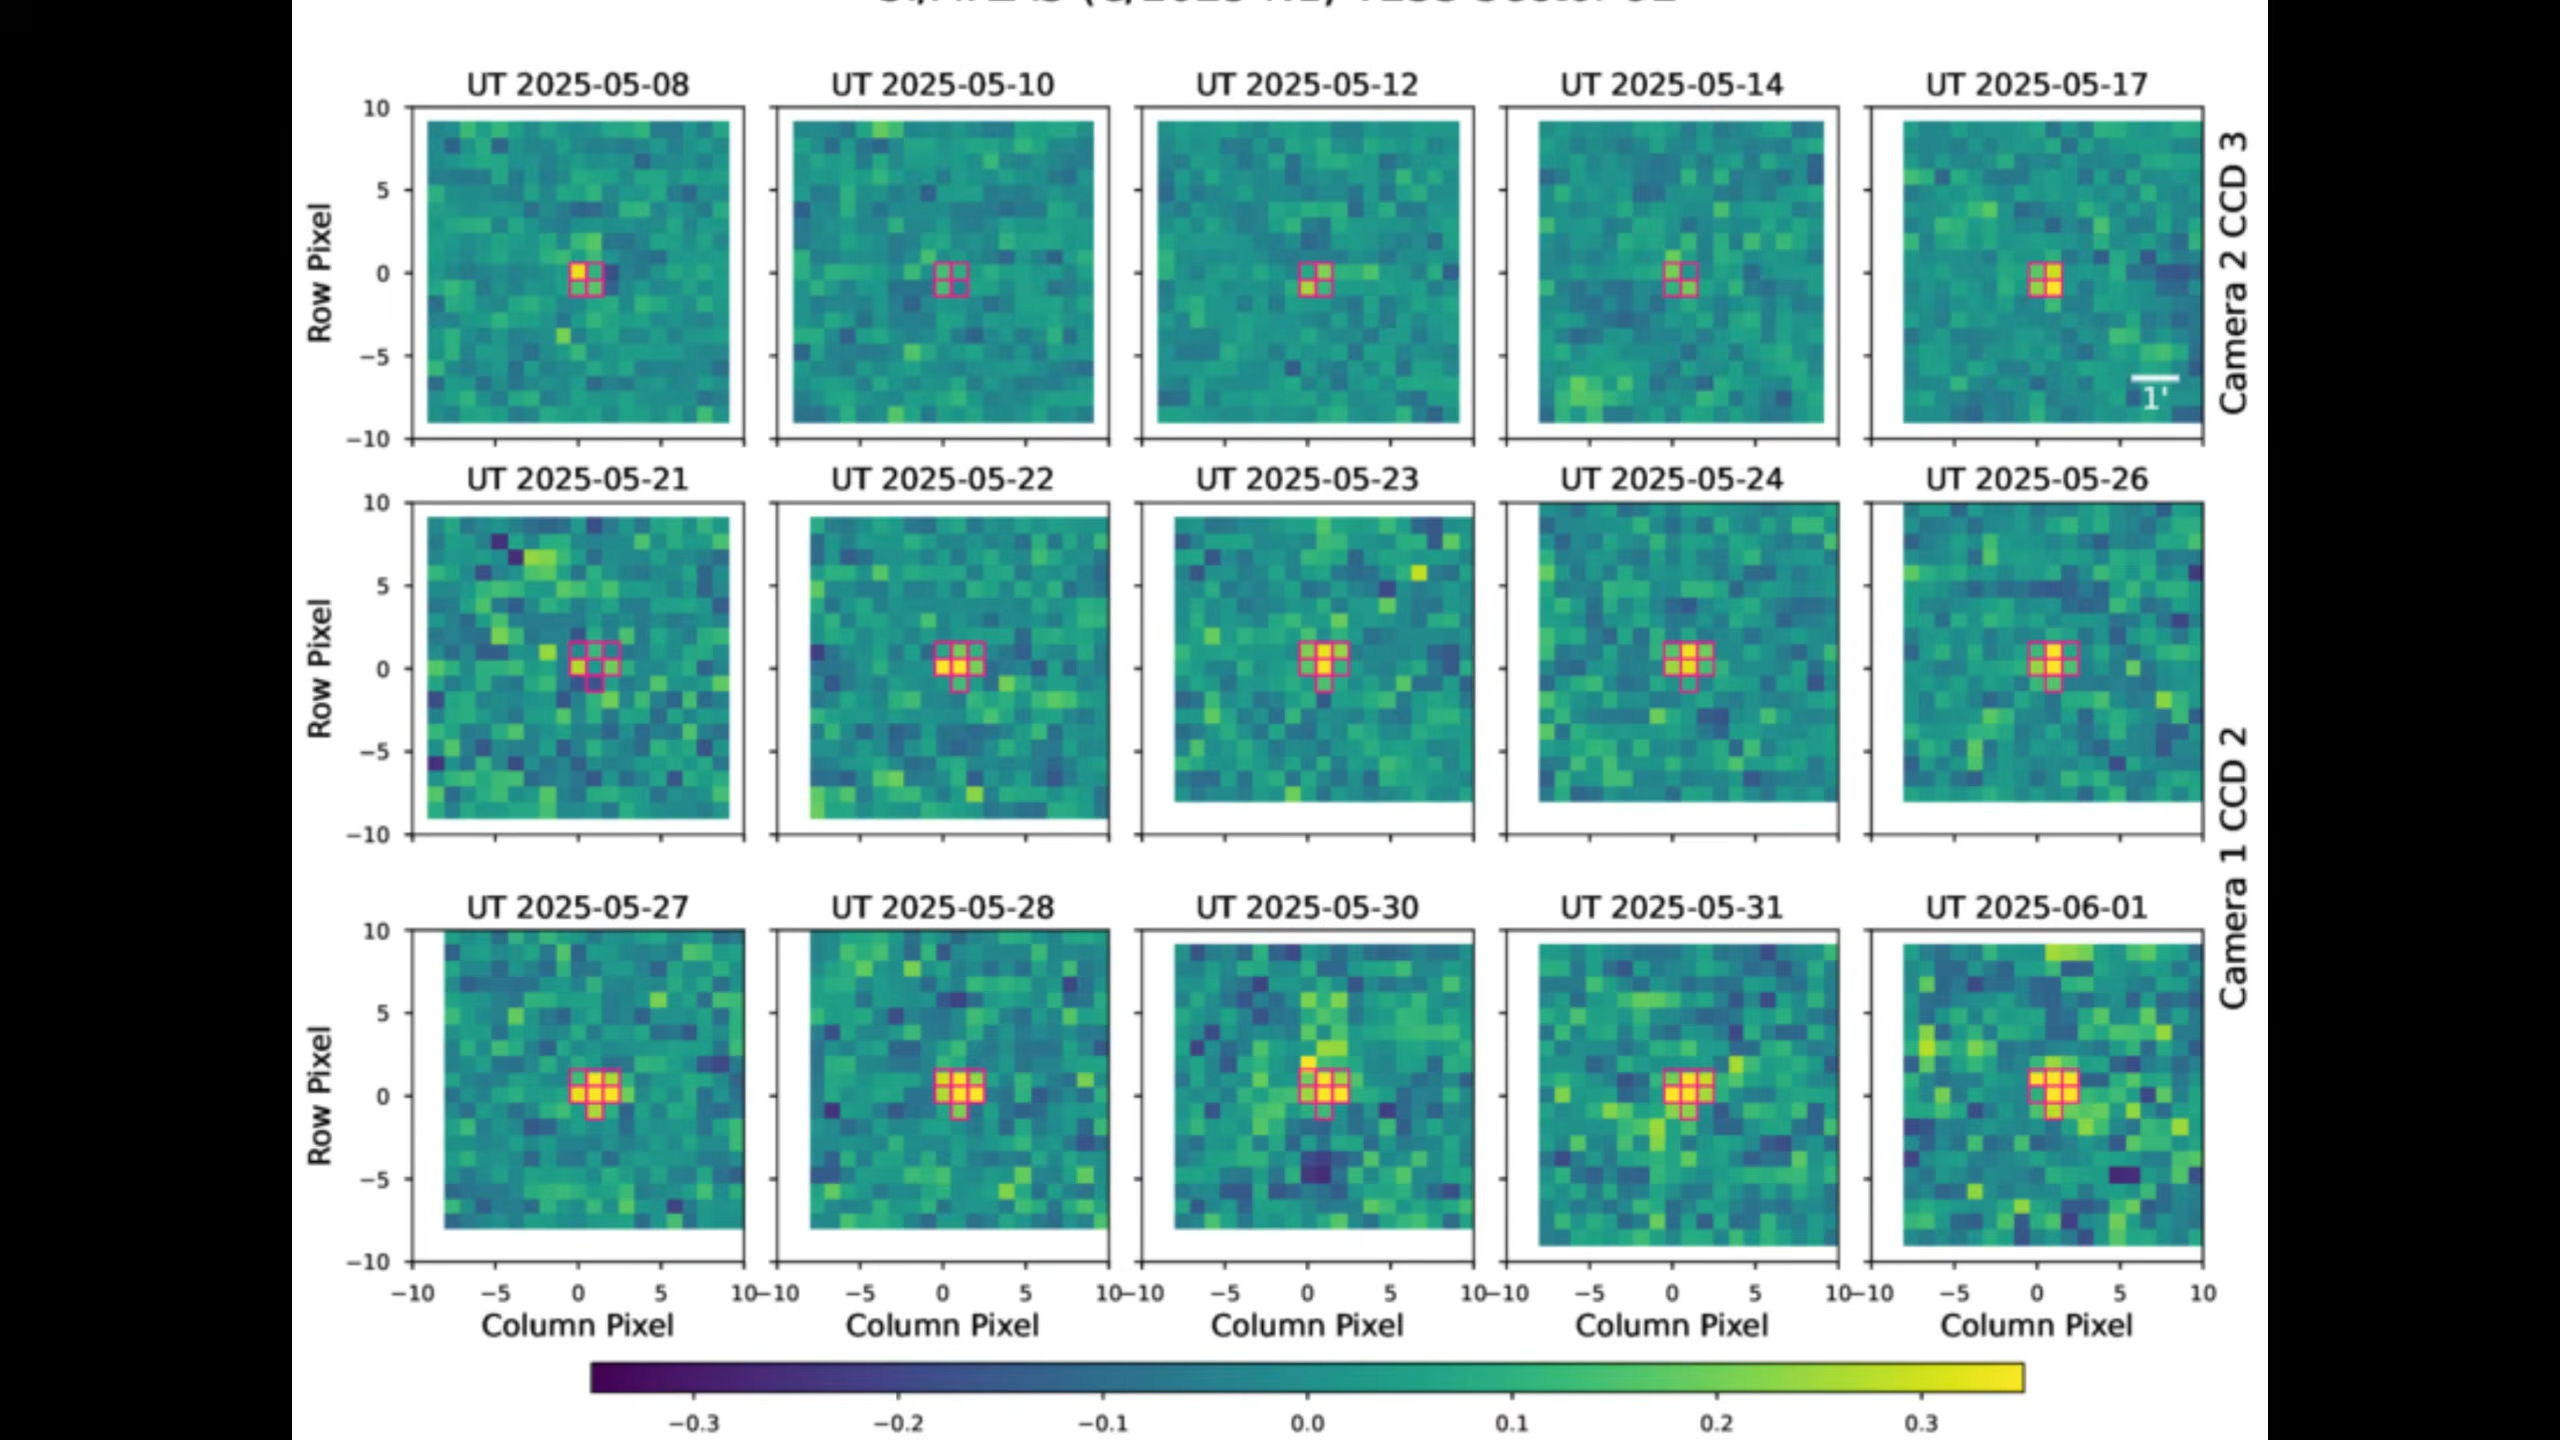 UT 2025-05-08 UT 2025-05-10 UT 2025-05-12 UT 2025-05-14 UT 2025-05-17
10
5
0
−5
−10
Row Pixel
1'
Camera 2 CCD 3
UT 2025-05-21 UT 2025-05-22 UT 2025-05-23 UT 2025-05-24 UT 2025-05-26
10
5
0
−5
−10
Row Pixel
Camera 1 CCD 2
UT 2025-05-27 UT 2025-05-28 UT 2025-05-30 UT 2025-05-31 UT 2025-06-01
10
5
0
−5
−10
Row Pixel
−10 −5 0 5 10 −10 −5 0 5 10 −10 −5 0 5 10 −10 −5 0 5 10 −10 −5 0 5 10
Column Pixel Column Pixel Column Pixel Column Pixel Column Pixel
−0.3 −0.2 −0.1 0.0 0.1 0.2 0.3